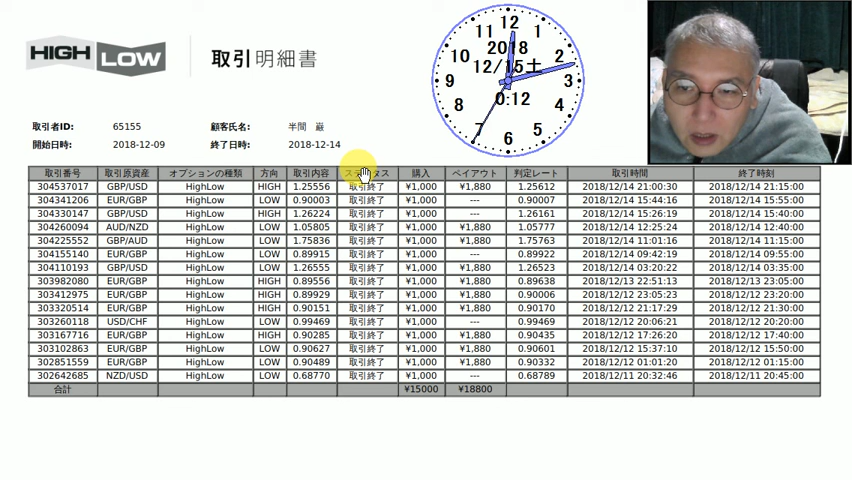 HIGH LOW 取引明細書
12
1
2
3
4
5
6
7
8
9
10
11
2018
12/15土
0:12
取引者ID: 65155 顧客氏名: 半間 巌
開始日時: 2018-12-09 終了日時: 2018-12-14
取引番号 取引原資産 オプションの種類 方向 取引内容 ステータス 購入 ペイアウト 判定レート 取引時間 終了時刻
304537017 GBP/USD HighLow HIGH 1.25556 取引終了 ¥1,000 ¥1,880 1.25612 2018/12/14 21:00:30 2018/12/14 21:15:00
304341206 EUR/GBP HighLow LOW 0.90003 取引終了 ¥1,000 --- 0.90007 2018/12/14 15:44:16 2018/12/14 15:55:00
304330147 GBP/USD HighLow HIGH 1.26224 取引終了 ¥1,000 --- 1.26161 2018/12/14 15:26:19 2018/12/14 15:40:00
304260094 AUD/NZD HighLow LOW 1.05805 取引終了 ¥1,000 ¥1,880 1.05777 2018/12/14 12:25:24 2018/12/14 12:40:00
304225552 GBP/AUD HighLow LOW 1.75836 取引終了 ¥1,000 ¥1,880 1.75763 2018/12/14 11:01:16 2018/12/14 11:15:00
304155140 EUR/GBP HighLow LOW 0.89915 取引終了 ¥1,000 --- 0.89922 2018/12/14 09:42:19 2018/12/14 09:55:00
304110193 GBP/USD HighLow LOW 1.26555 取引終了 ¥1,000 ¥1,880 1.26523 2018/12/14 03:20:22 2018/12/14 03:35:00
303982080 EUR/GBP HighLow HIGH 0.89556 取引終了 ¥1,000 ¥1,880 0.89638 2018/12/13 22:51:13 2018/12/13 23:05:00
303412975 EUR/GBP HighLow HIGH 0.89929 取引終了 ¥1,000 ¥1,880 0.90006 2018/12/12 23:05:23 2018/12/12 23:20:00
303320514 EUR/GBP HighLow HIGH 0.90151 取引終了 ¥1,000 ¥1,880 0.90170 2018/12/12 21:17:29 2018/12/12 21:30:00
303260118 USD/CHF HighLow LOW 0.99469 取引終了 ¥1,000 --- 0.99469 2018/12/12 20:06:21 2018/12/12 20:20:00
303167716 EUR/GBP HighLow HIGH 0.90285 取引終了 ¥1,000 ¥1,880 0.90435 2018/12/12 17:26:20 2018/12/12 17:40:00
303102863 EUR/GBP HighLow LOW 0.90627 取引終了 ¥1,000 ¥1,880 0.90601 2018/12/12 15:37:10 2018/12/12 15:50:00
302851559 EUR/GBP HighLow LOW 0.90489 取引終了 ¥1,000 ¥1,880 0.90332 2018/12/12 01:01:20 2018/12/12 01:15:00
302642685 NZD/USD HighLow LOW 0.68770 取引終了 ¥1,000 --- 0.68789 2018/12/11 20:32:46 2018/12/11 20:45:00
合計 ¥15000 ¥18800